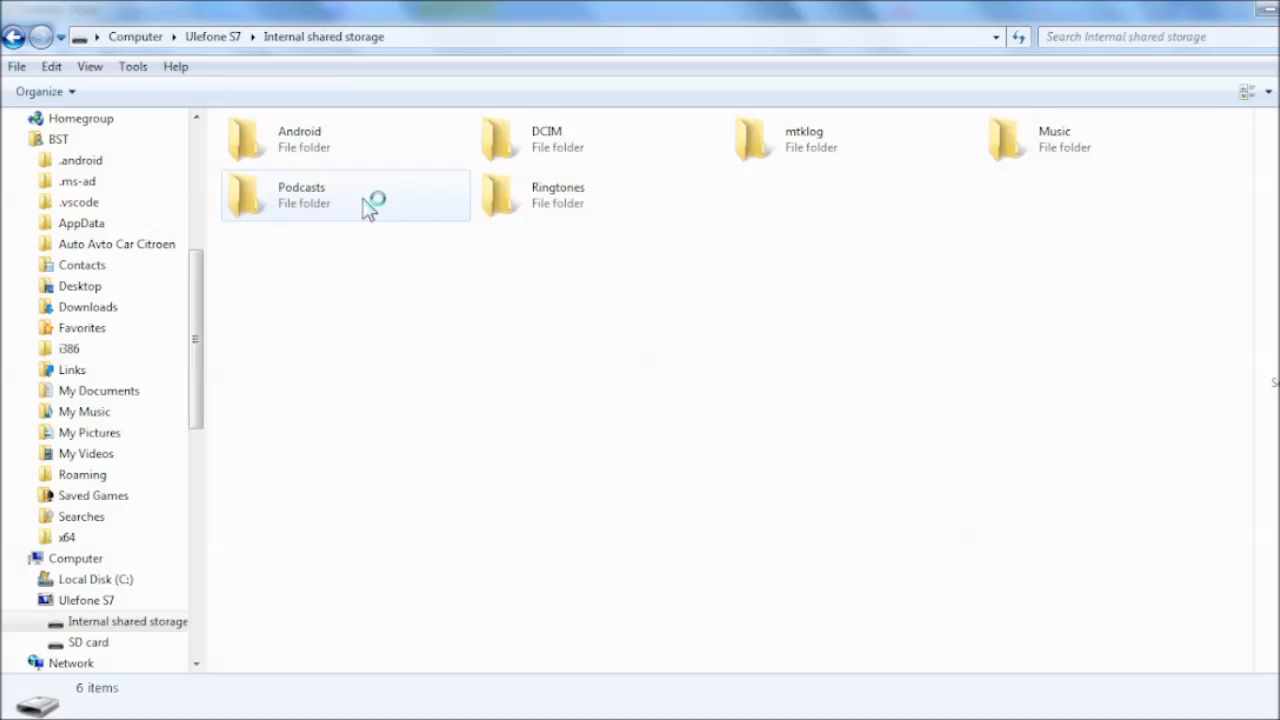 Computer Ulefone S7 Internal shared storage
Search Internal shared storage
File Edit View Tools Help
Organize
Homegroup
BST
.android
.ms-ad
.vscode
AppData
Auto Avto Car Citroen
Contacts
Desktop
Downloads
Favorites
i386
Links
My Documents
My Music
My Pictures
My Videos
Roaming
Saved Games
Searches
x64
Computer
Local Disk (C:)
Ulefone S7
Internal shared storage
SD card
Network
Android
File folder
DCIM
File folder
mtklog
File folder
Music
File folder
Podcasts
File folder
Ringtones
File folder
6 items